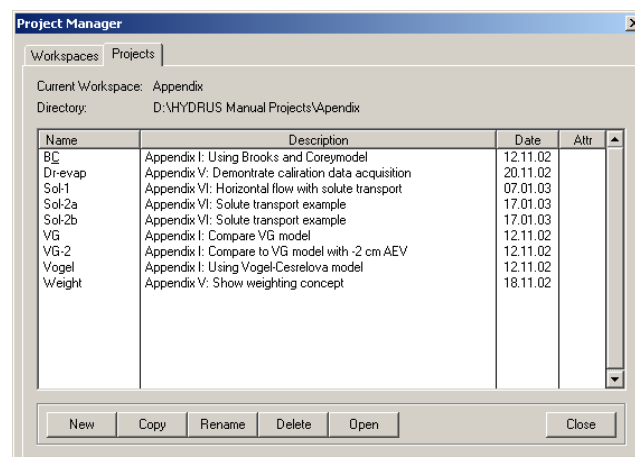 Project Manager
Workspaces Projects
Current Workspace: Appendix
Directory: D:\HYDRUS Manual Projects\Apendix
Name Description Date Attr
BC Appendix I: Using Brooks and Coreymodel 12.11.02
Dr-evap Appendix V: Demontrate caliration data acquisition 20.11.02
Sol-1 Appendix VI: Horizontal flow with solute transport 07.01.03
Sol-2a Appendix VI: Solute transport example 17.01.03
Sol-2b Appendix VI: Solute transport example 17.01.03
VG Appendix I: Compare VG model 12.11.02
VG-2 Appendix I: Compare to VG model with -2 cm AEV 12.11.02
Vogel Appendix I: Using Vogel-Cesrelova model 12.11.02
Weight Appendix V: Show weighting concept 18.11.02
New Copy Rename Delete Open Close